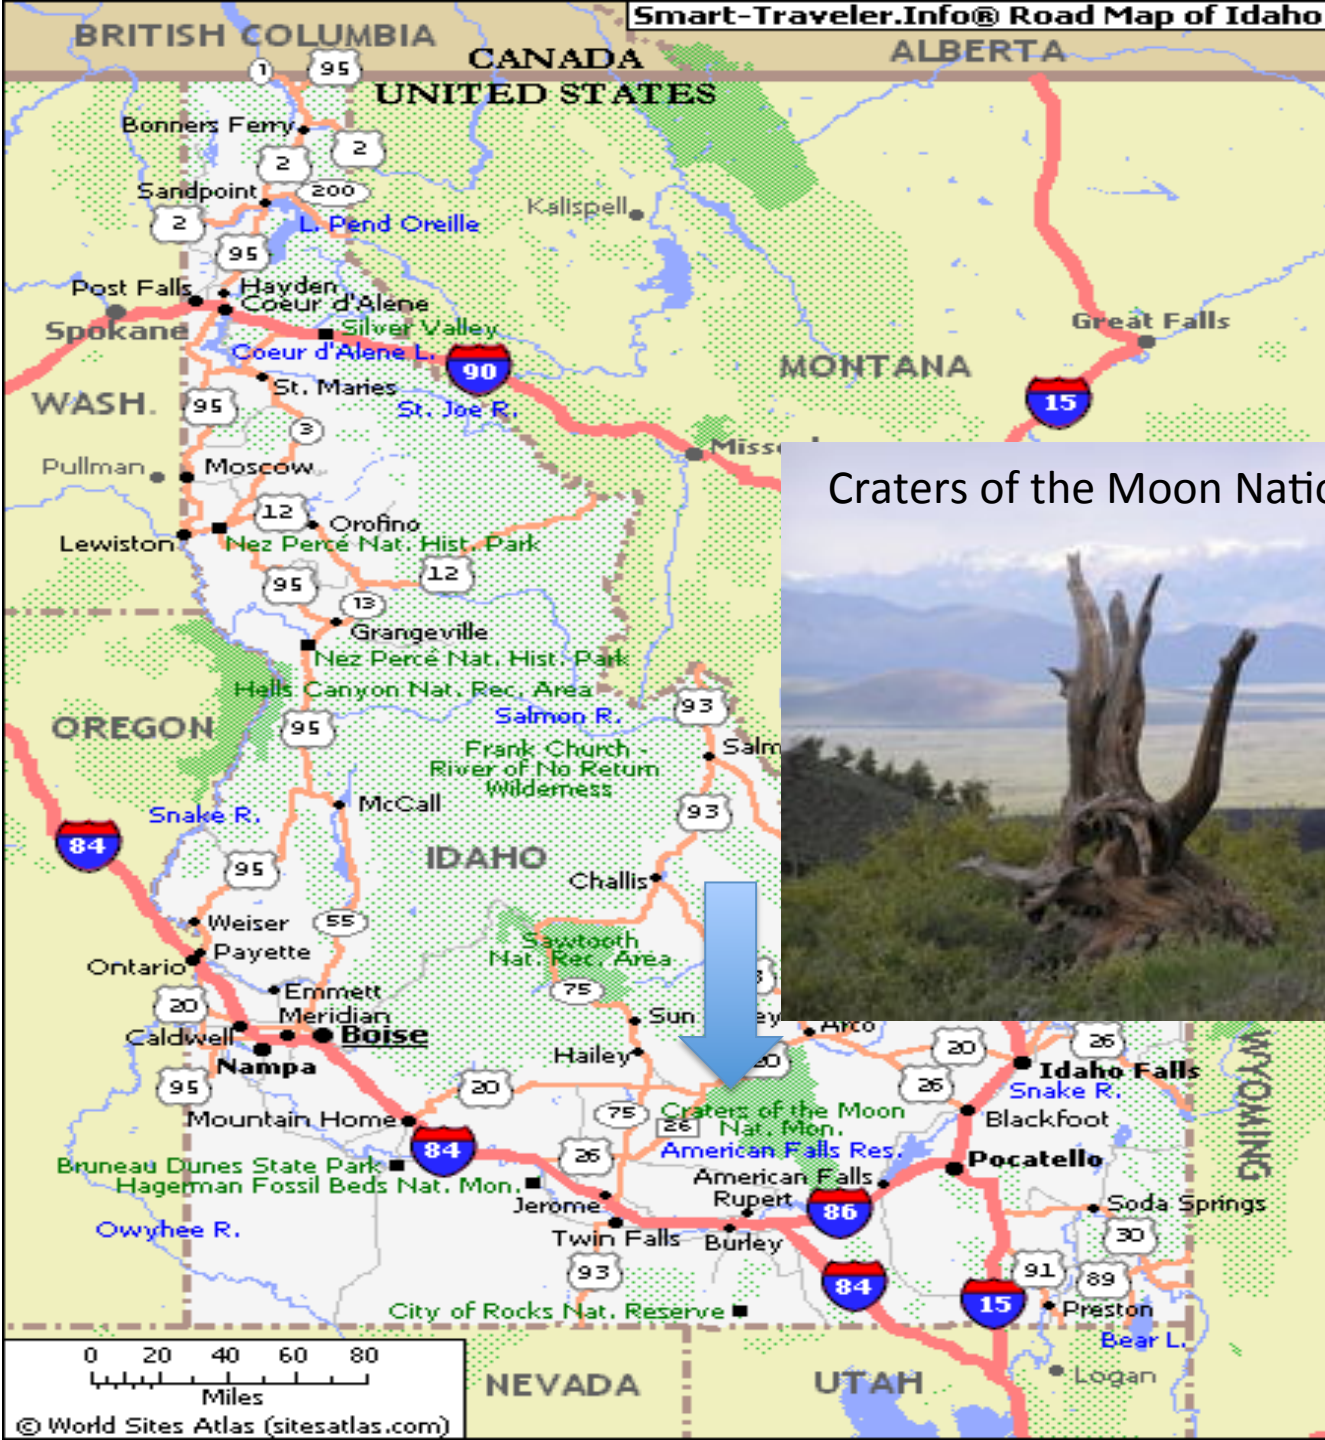 Smart-Traveler.Info® Road Map of Idaho
BRITISH COLUMBIA
ALBERTA
CANADA
UNITED STATES
1
95
Bonners Ferry
2
2
Sandpoint
200
Kalispell
2
L. Pend Oreille
95
Post Falls
Hayden
Coeur d'Alene
Spokane
Silver Valley
Great Falls
Coeur d'Alene L.
90
MONTANA
St. Maries
WASH.
95
St. Joe R.
15
3
Pullman
Moscow
Craters of the Moon
12
Orofino
Lewiston
Nez Percé Nat. Hist. Park
95
12
13
Grangeville
Nez Percé Nat. Hist. Park
Hells Canyon Nat. Rec. Area
93
OREGON
95
Salmon R.
Frank Church -
River of No Return
Wilderness
Snake R.
McCall
93
84
IDAHO
95
Challis
Weiser
55
Payette
Sawtooth
Nat. Rec. Area
Ontario
Emmett
75
20
Meridian
Sun
Caldwell
Boise
Arco
20
26
Nampa
Hailey
20
Idaho Falls
WYOMING
95
20
26
Snake R.
Mountain Home
75
Craters of the Moon
Nat. Mon.
Blackfoot
26
84
26
American Falls Res.
Bruneau Dunes State Park
American Falls
Pocatello
Hagerman Fossil Beds Nat. Mon.
Rupert
Jerome
86
Soda Springs
Owyhee R.
Twin Falls
Burley
30
93
84
91
89
City of Rocks Nat. Reserve
15
Preston
Bear L.
0 20 40 60 80
Miles
NEVADA
UTAH
Logan
© World Sites Atlas (sitesatlas.com)